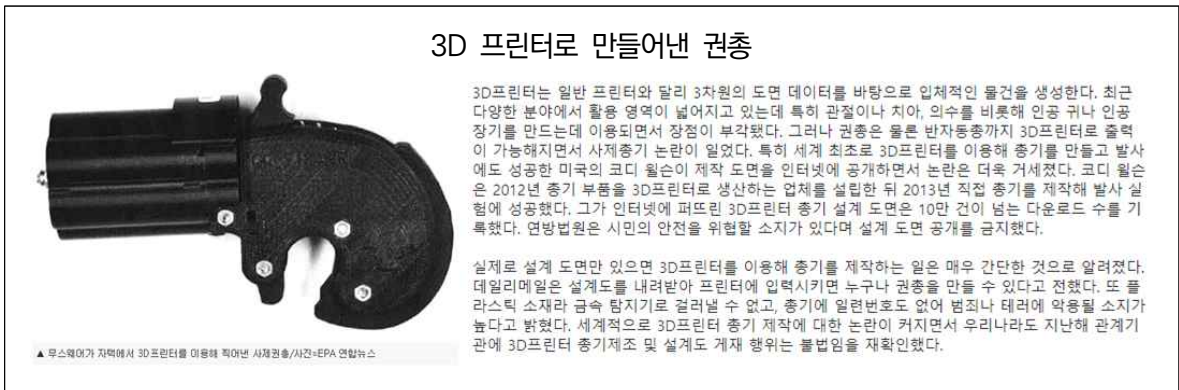 3D 프린터로 만들어낸 권총
3D프린터는 일반 프린터와 달리 3차원의 도면 데이터를 바탕으로 입체적인 물건을 생성한다. 최근
다양한 분야에서 활용 영역이 넓어지고 있는데 특히 관절이나 치아, 의수를 비롯해 인공 귀나 인공
장기를 만드는데 이용되면서 장점이 부각됐다. 그러나 권총은 물론 반자동총까지 3D프린터로 출력
이 가능해지면서 사제총기 논란이 일었다. 특히 세계 최초로 3D프린터를 이용해 총기를 만들고 발사
에도 성공한 미국의 코디 윌슨이 제작 도면을 인터넷에 공개하면서 논란은 더욱 거세졌다. 코디 윌슨
은 2012년 총기 부품을 3D프린터로 생산하는 업체를 설립한 뒤 2013년 직접 총기를 제작해 발사 실
험에 성공했다. 그가 인터넷에 퍼뜨린 3D프린터 총기 설계 도면은 10만 건이 넘는 다운로드 수를 기
록했다. 연방법원은 시민의 안전을 위협할 소지가 있다며 설계 도면 공개를 금지했다.
실제로 설계 도면만 있으면 3D프린터를 이용해 총기를 제작하는 일은 매우 간단한 것으로 알려졌다.
데일리메일은 설계도를 내려받아 프린터에 입력시키면 누구나 권총을 만들 수 있다고 전했다. 또 플
라스틱 소재라 금속 탐지기로 걸러낼 수 없고, 총기에 일련번호도 없어 범죄나 테러에 악용될 소지가
높다고 밝혔다. 세계적으로 3D프린터 총기 제작에 대한 논란이 커지면서 우리나라도 지난해 관계기
관에 3D프린터 총기제조 및 설계도 게재 행위는 불법임을 재확인했다.
▲ 무스웨어가 자택에서 3D프린터를 이용해 찍어낸 사제권총/사진=EPA 연합뉴스